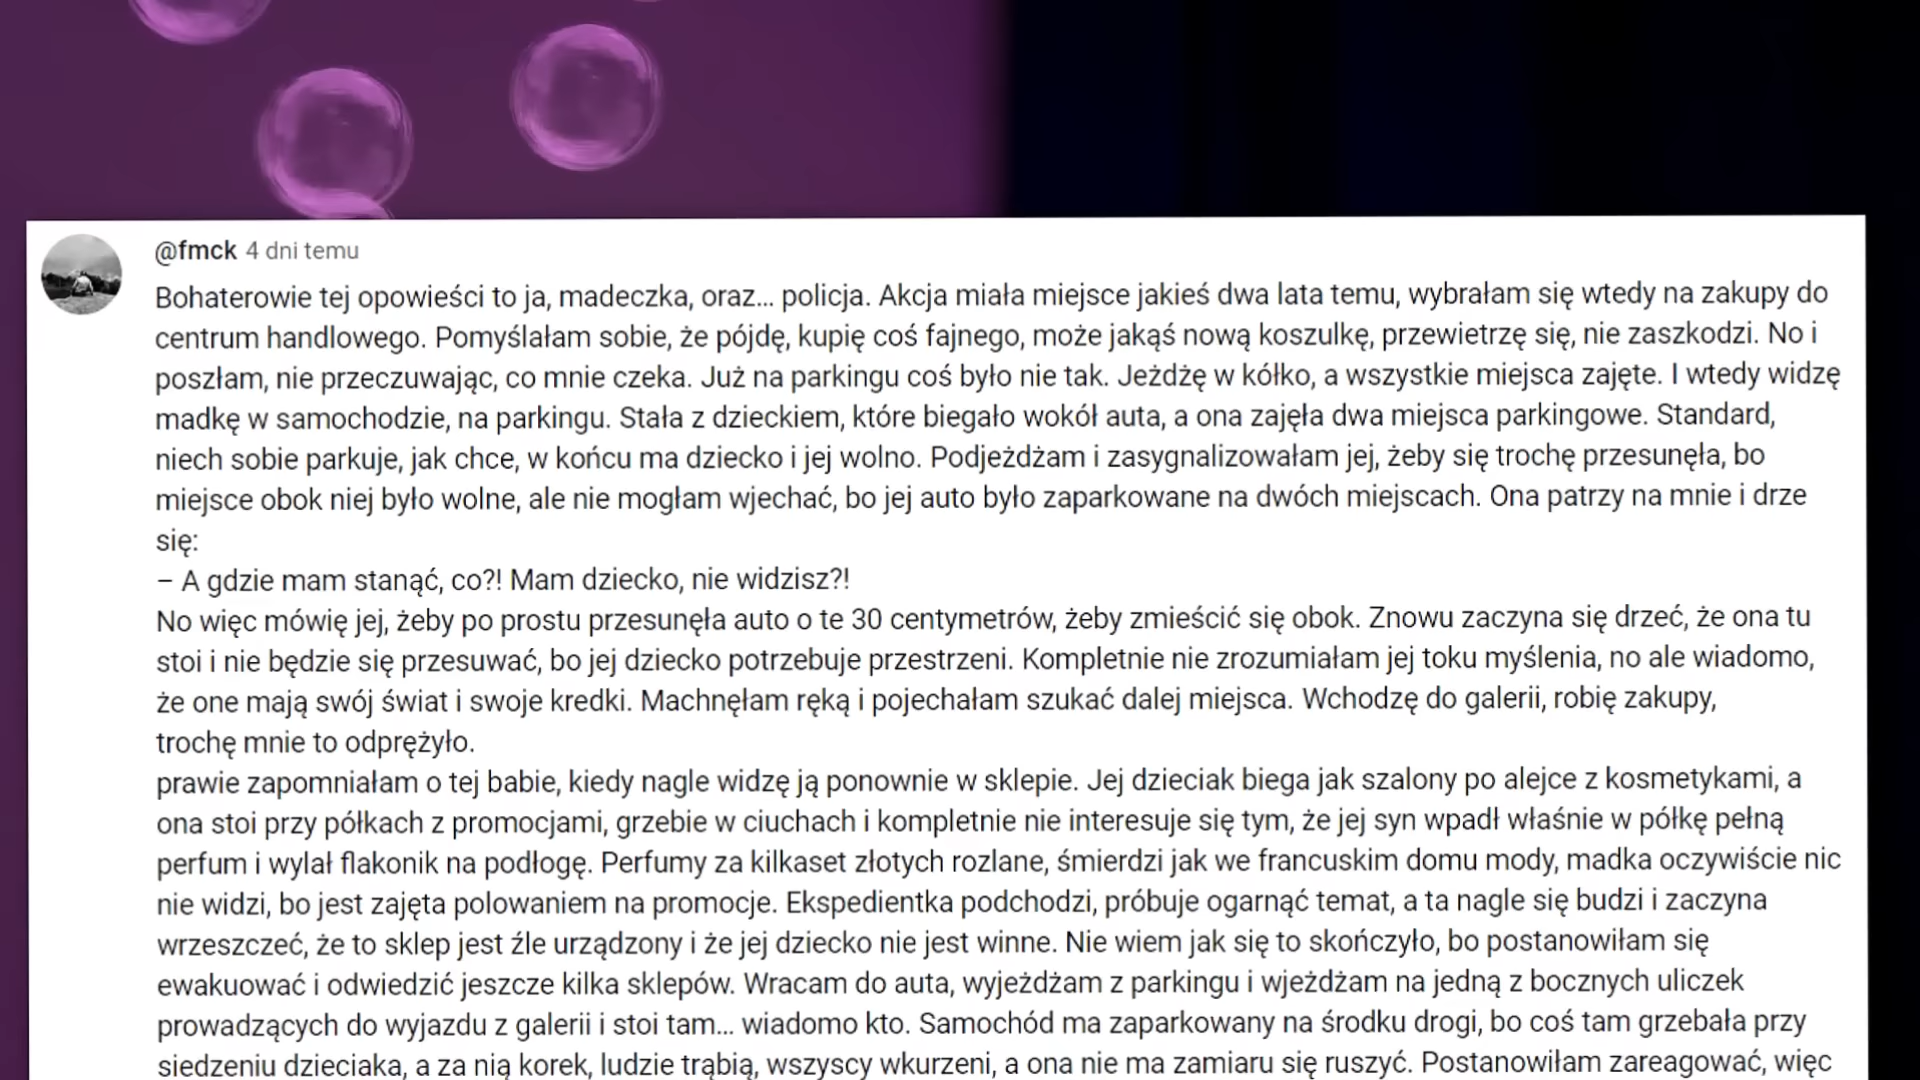 @fmck 4 dni temu
Bohaterowie tej opowieści to ja, madeczka, oraz... policja. Akcja miała miejsce jakieś dwa lata temu, wybrałam się wtedy na zakupy do
centrum handlowego. Pomyślałam sobie, że pójdę, kupię coś fajnego, może jakąś nową koszulkę, przewietrzę się, nie zaszkodzi. No i
poszłam, nie przeczuwając, co mnie czeka. Już na parkingu coś było nie tak. Jeżdżę w kółko, a wszystkie miejsca zajęte. I wtedy widzę
madkę w samochodzie, na parkingu. Stała z dzieckiem, które biegało wokół auta, a ona zajęła dwa miejsca parkingowe. Standard,
niech sobie parkuje, jak chce, w końcu ma dziecko i jej wolno. Podjeżdżam i zasygnalizowałam jej, żeby się trochę przesunęła, bo
miejsce obok niej było wolne, ale nie mogłam wjechać, bo jej auto było zaparkowane na dwóch miejscach. Ona patrzy na mnie i drze
się:
– A gdzie mam stanąć, co?! Mam dziecko, nie widzisz?!
No więc mówię jej, żeby po prostu przesunęła auto o te 30 centymetrów, żeby zmieścić się obok. Znowu zaczyna się drzeć, że ona tu
stoi i nie będzie się przesuwać, bo jej dziecko potrzebuje przestrzeni. Kompletnie nie zrozumiałam jej toku myślenia, no ale wiadomo,
że one mają swój świat i swoje kredki. Machnęłam ręką i pojechałam szukać dalej miejsca. Wchodzę do galerii, robię zakupy,
trochę mnie to odprężyło.
prawie zapomniałam o tej babie, kiedy nagle widzę ją ponownie w sklepie. Jej dzieciak biega jak szalony po alejce z kosmetykami, a
ona stoi przy półkach z promocjami, grzebie w ciuchach i kompletnie nie interesuje się tym, że jej syn wpadł właśnie w półkę pełną
perfum i wylał flakonik na podłogę. Perfumy za kilkaset złotych rozlane, śmierdzi jak we francuskim domu mody, madka oczywiście nic
nie widzi, bo jest zajęta polowaniem na promocje. Ekspedientka podchodzi, próbuje ogarnąć temat, a ta nagle się budzi i zaczyna
wrzeszczeć, że to sklep jest źle urządzony i że jej dziecko nie jest winne. Nie wiem jak się to skończyło, bo postanowiłam się
ewakuować i odwiedzić jeszcze kilka sklepów. Wracam do auta, wyjeżdżam z parkingu i wjeżdżam na jedną z bocznych uliczek
prowadzących do wyjazdu z galerii i stoi tam... wiadomo kto. Samochód ma zaparkowany na środku drogi, bo coś tam grzebała przy
siedzeniu dzieciaka, a za nią korek, ludzie trąbią, wszyscy wkurzeni, a ona nie ma zamiaru się ruszyć. Postanowiłam zareagować, więc